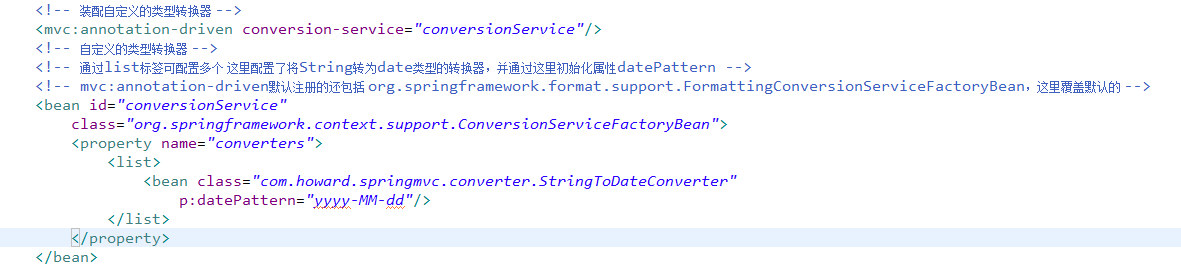 <!-- 装配自定义的类型转换器 -->
<mvc:annotation-driven conversion-service="conversionService"/>
<!-- 自定义的类型转换器 -->
<!-- 通过list标签可配置多个 这里配置了将String转为date类型的转换器，并通过这里初始化属性datePattern -->
<!-- mvc:annotation-driven默认注册的还包括 org.springframework.format.support.FormattingConversionServiceFactoryBean，这里覆盖默认的 -->
<bean id="conversionService"
class="org.springframework.context.support.ConversionServiceFactoryBean">
<property name="converters">
<list>
<bean class="com.howard.springmvc.converter.StringToDateConverter"
p:datePattern="yyyy-MM-dd"/>
</list>
</property>
</bean>